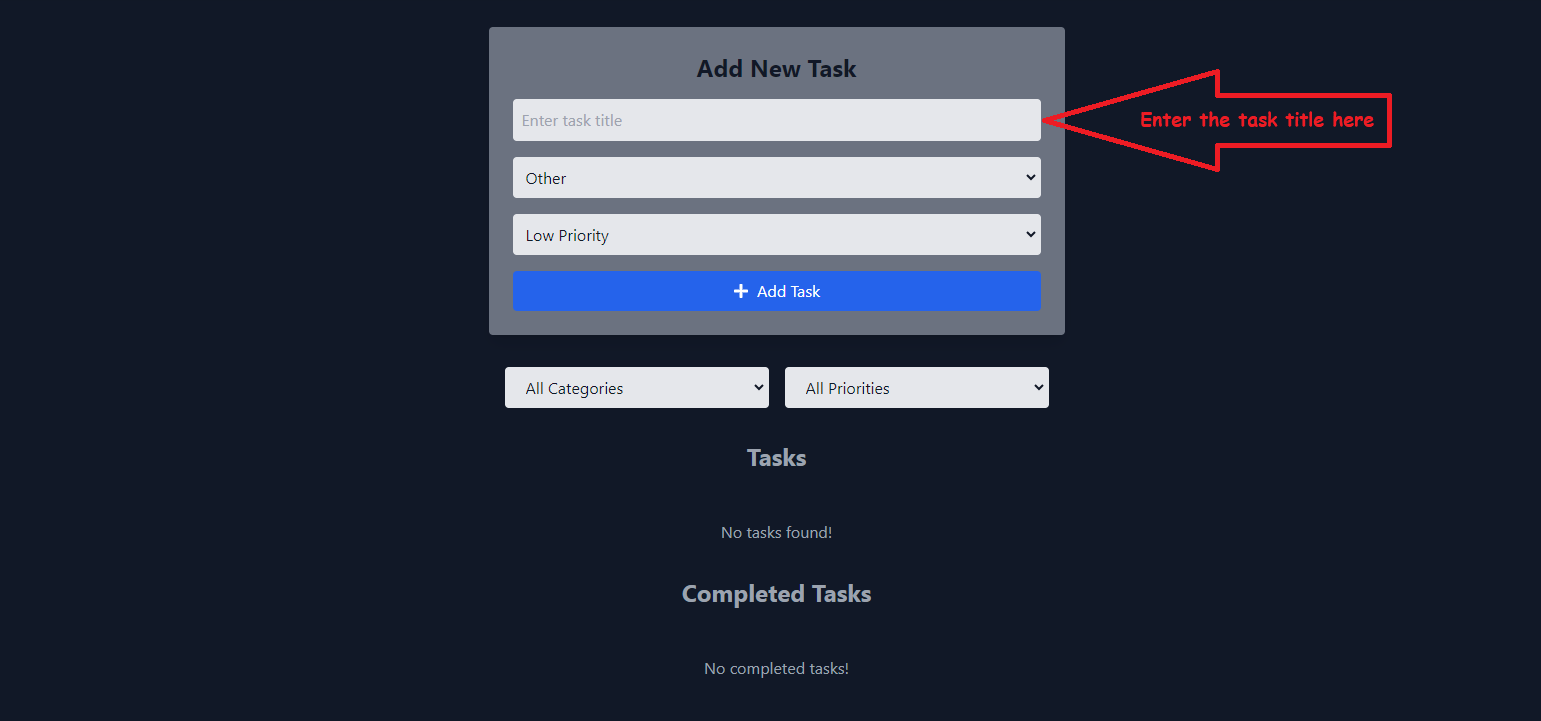 Add New Task
Enter task title
Enter the task title here
Other
Low Priority
Add Task
All Categories
All Priorities
Tasks
No tasks found!
Completed Tasks
No completed tasks!